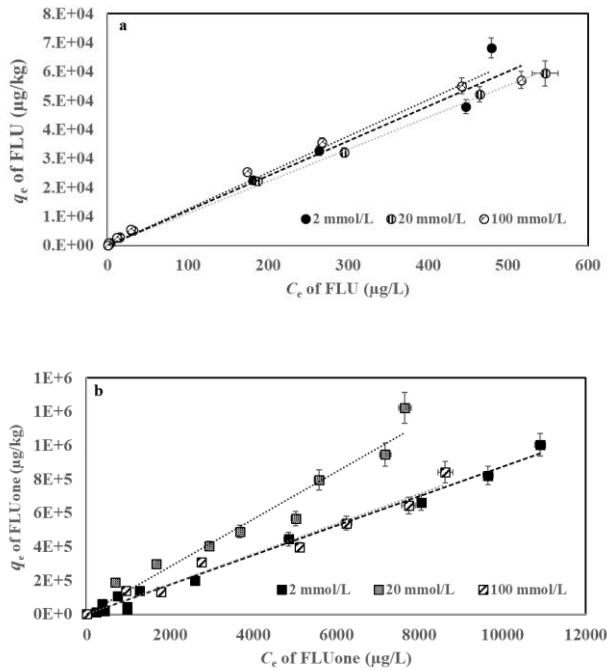 a
8.E+04
7.E+04
6.E+04
5.E+04
4.E+04
3.E+04
2.E+04
1.E+04
0.E+00
qe of FLU (µg/kg)
2 mmol/L 20 mmol/L 100 mmol/L
0 100 200 300 400 500 600
Ce of FLU (µg/L)
b
1E+6
1E+6
1E+6
8E+5
6E+5
4E+5
2E+5
0E+0
qe of FLUone (µg/kg)
2 mmol/L 20 mmol/L 100 mmol/L
0 2000 4000 6000 8000 10000 12000
Ce of FLUone (µg/L)